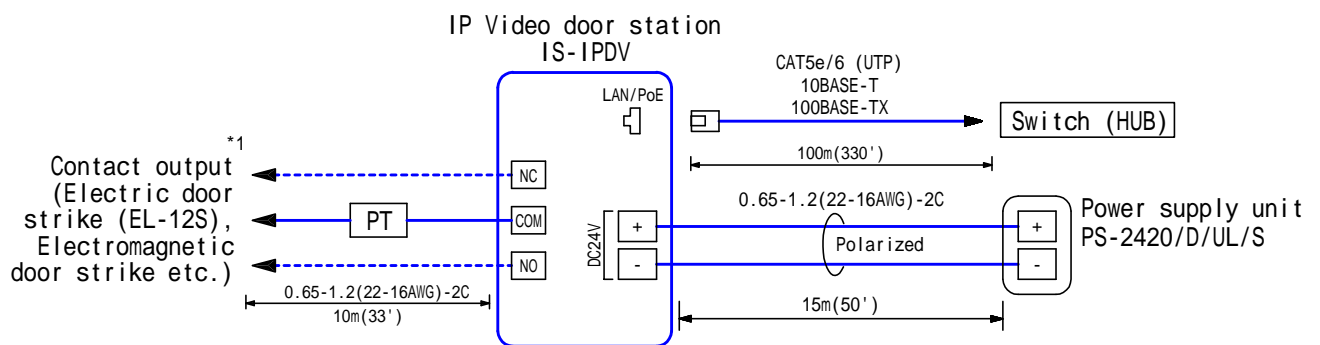 IP Video door station
IS-IPDV
LAN/PoE
CAT5e/6 (UTP)
10BASE-T
100BASE-TX
Switch (HUB)
100m(330')
*1
Contact output
(Electric door
strike (EL-12S),
Electromagnetic
door strike etc.)
NC
PT
COM
NO
0.65-1.2(22-16AWG)-2C
10m(33')
DC24V
+
-
0.65-1.2(22-16AWG)-2C
Polarized
15m(50')
+
-
Power supply unit
PS-2420/D/UL/S